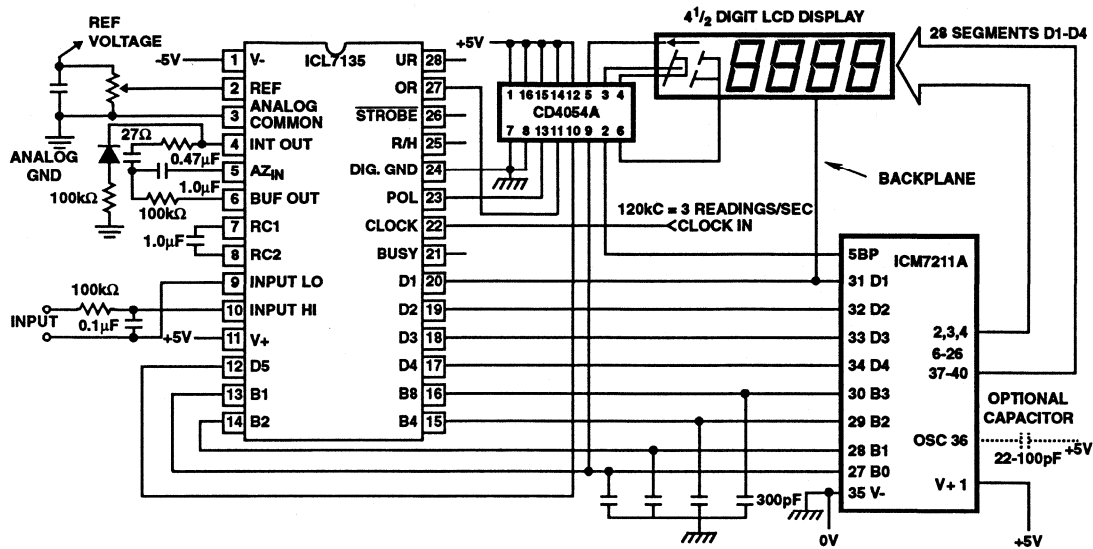 REF
VOLTAGE
ANALOG
GND
-5V
1 V-
2 REF
3 ANALOG
COMMON
4 INT OUT
5 AZIN
6 BUF OUT
7 RC1
8 RC2
9 INPUT LO
10 INPUT HI
11 V+
12 D5
13 B1
14 B2
27Ω
0.47µF
1.0µF
100kΩ
100kΩ
1.0µF
100kΩ
INPUT
0.1µF
+5V
ICL7135
UR 28
OR 27
STROBE 26
R/H 25
DIG. GND 24
POL 23
CLOCK 22
BUSY 21
D1 20
D2 19
D3 18
D4 17
B8 16
B4 15
+5V
1 16 15 14 12 5 3 4
CD4054A
7 8 13 11 10 9 2 6
4 1/2 DIGIT LCD DISPLAY
8888
28 SEGMENTS D1-D4
BACKPLANE
120kC = 3 READINGS/SEC
CLOCK IN
ICM7211A
5BP
31 D1
32 D2
33 D3
34 D4
30 B3
29 B2
28 B1
27 B0
35 V-
2,3,4
6-26
37-40
OSC 36
V+ 1
OPTIONAL
CAPACITOR
22-100pF
+5V
300pF
0V
+5V